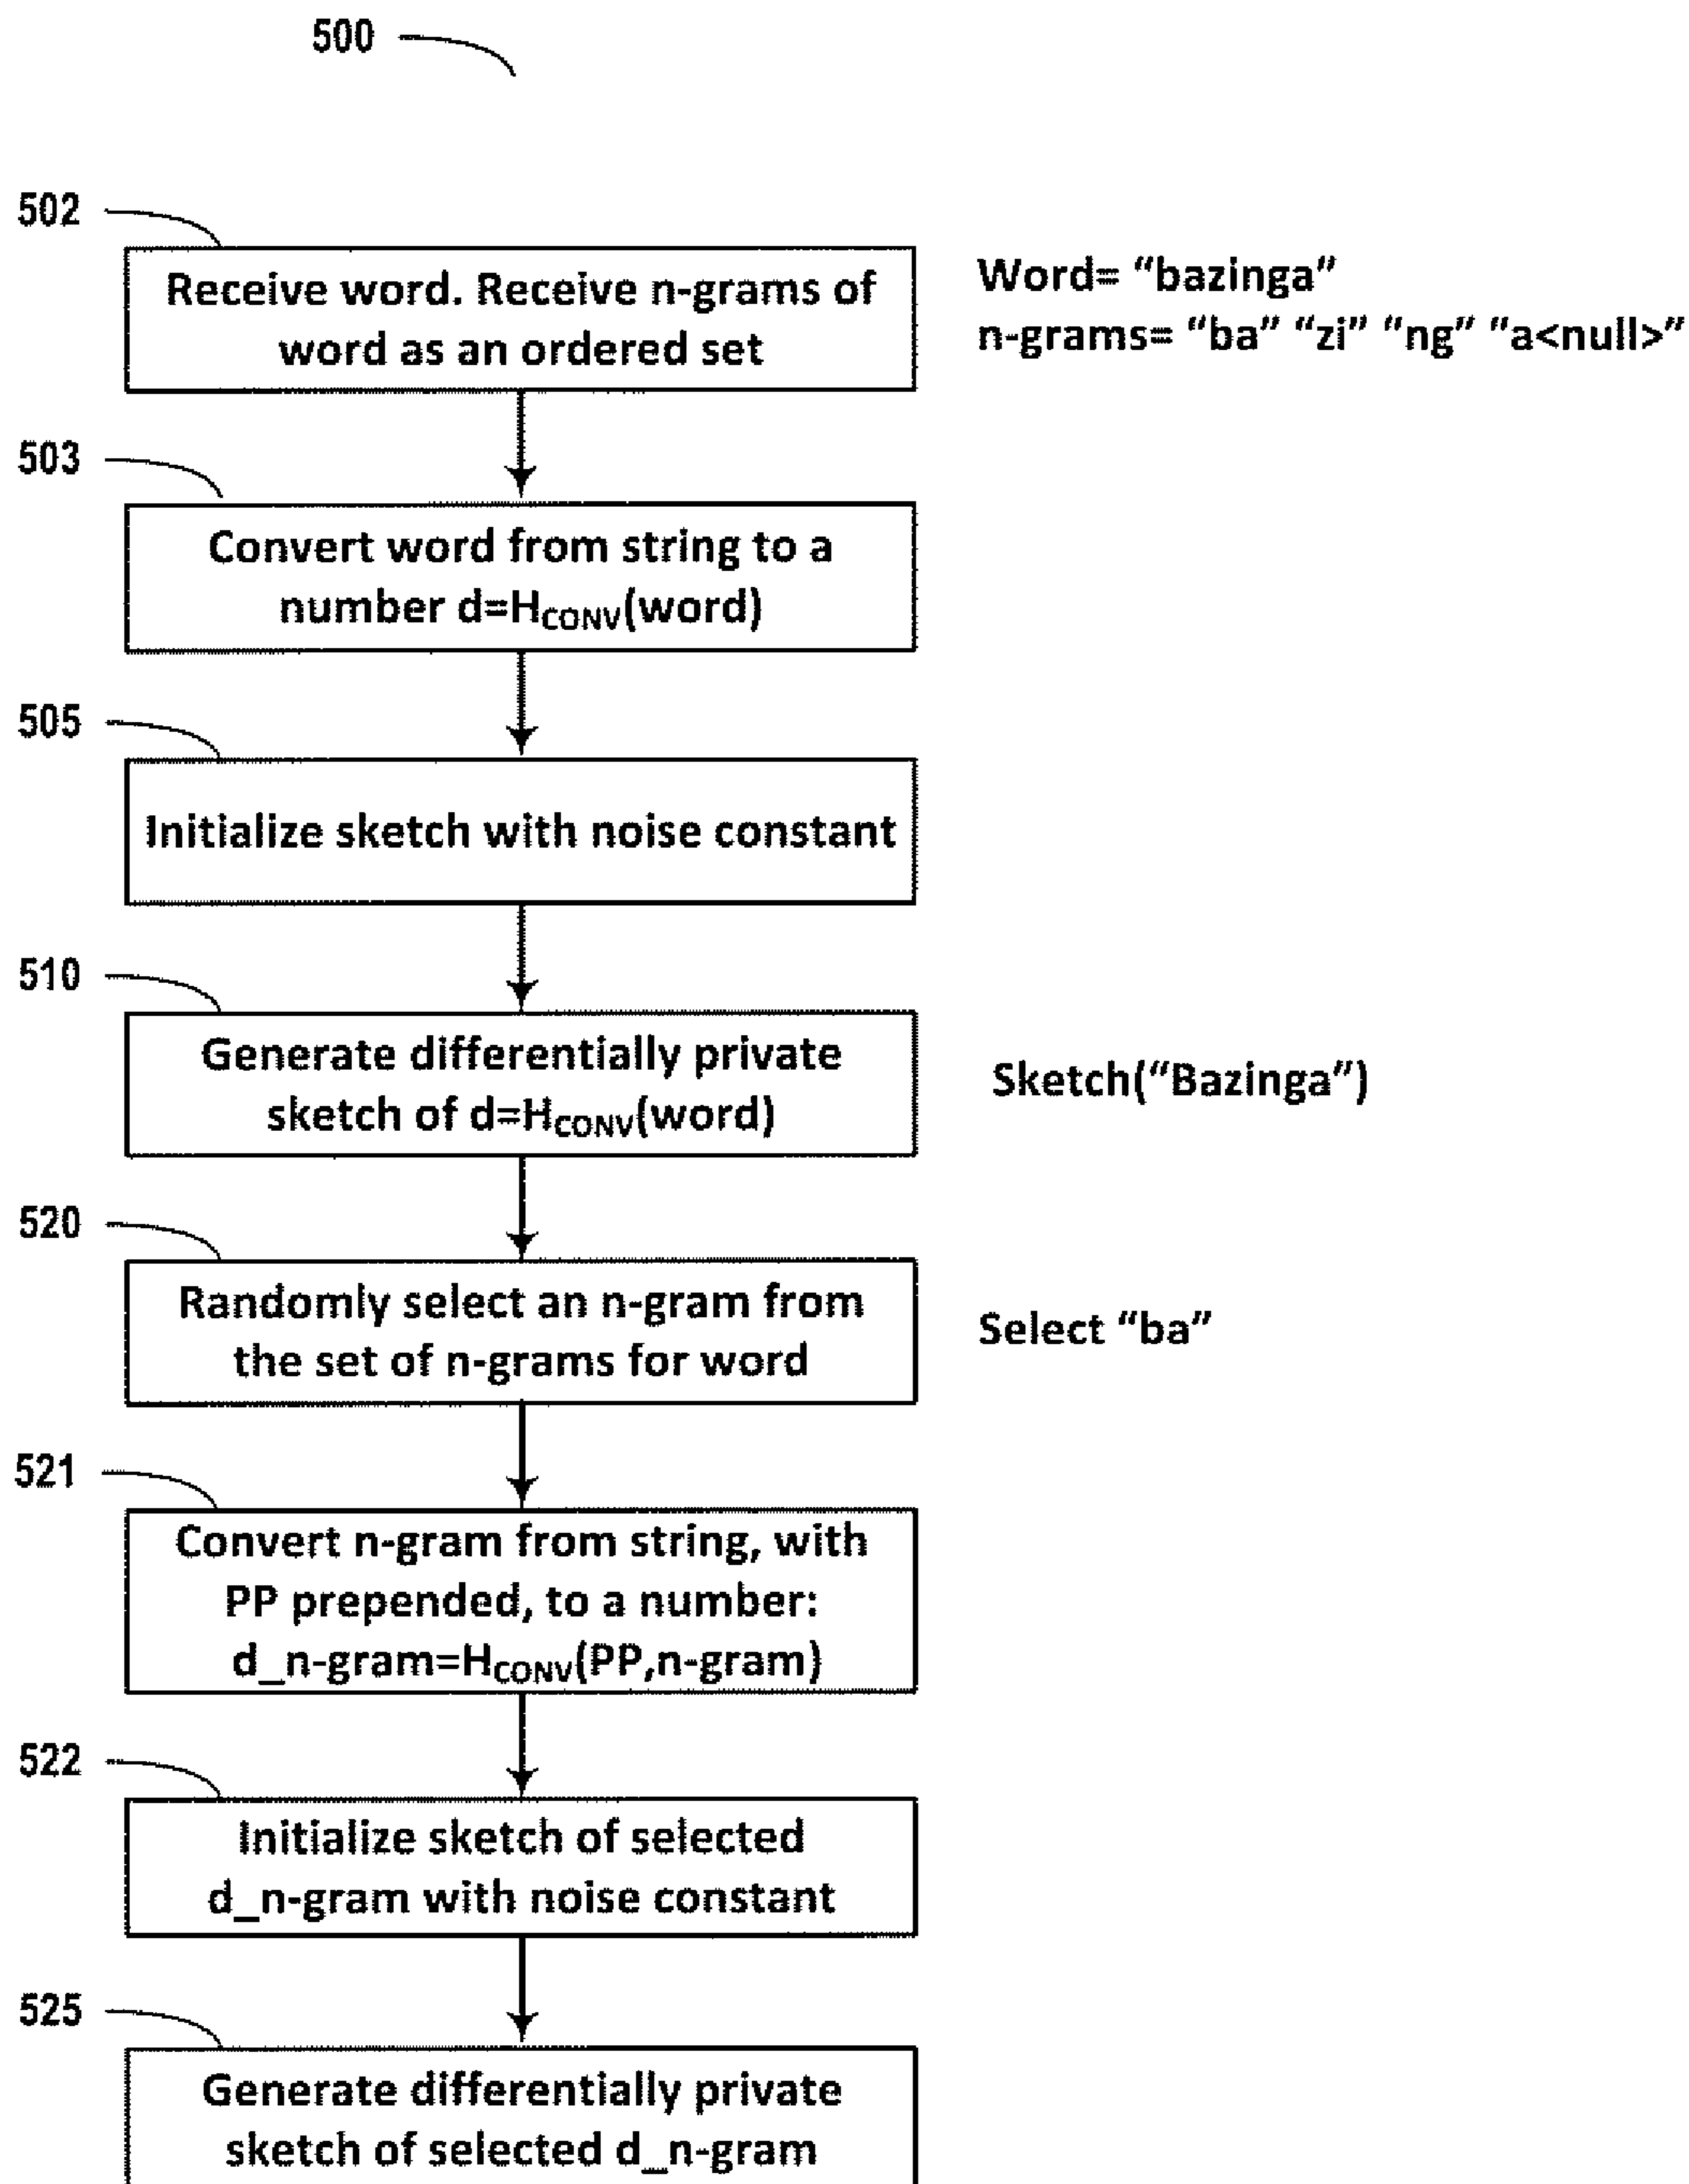 500
502
Receive word. Receive n-grams of
word as an ordered set
Word= “bazinga”
n-grams= “ba” “zi” “ng” “a<null>”
503
Convert word from string to a
number d=H_CONV(word)
505
Initialize sketch with noise constant
510
Generate differentially private
sketch of d=H_CONV(word)
Sketch(“Bazinga”)
520
Randomly select an n-gram from
the set of n-grams for word
Select “ba”
521
Convert n-gram from string, with
PP prepended, to a number:
d_n-gram=H_CONV(PP,n-gram)
522
Initialize sketch of selected
d_n-gram with noise constant
525
Generate differentially private
sketch of selected d_n-gram